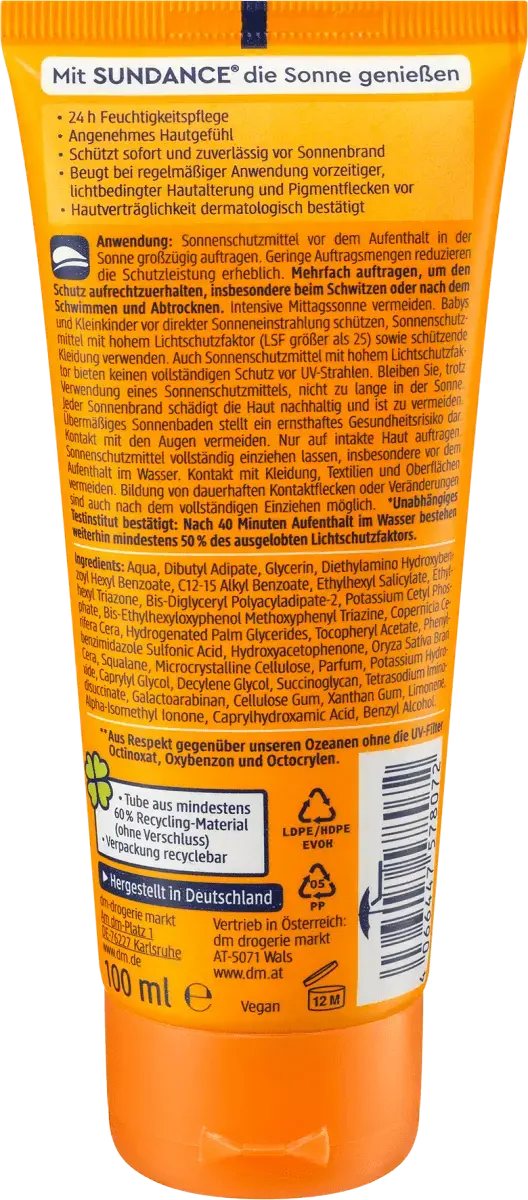 Mit SUNDANCE® die Sonne genießen
• 24 h Feuchtigkeitspflege
• Angenehmes Hautgefühl
• Schützt sofort und zuverlässig vor Sonnenbrand
• Beugt bei regelmäßiger Anwendung vorzeitiger,
lichtbedingter Hautalterung und Pigmentflecken vor
• Hautverträglichkeit dermatologisch bestätigt
Anwendung: Sonnenschutzmittel vor dem Aufenthalt in der
Sonne großzügig auftragen. Geringe Auftragsmengen reduzieren
die Schutzleistung erheblich. Mehrfach auftragen, um den
Schutz aufrechtzuerhalten, insbesondere beim Schwitzen oder nach dem
Schwimmen und Abtrocknen. Intensive Mittagssonne vermeiden. Babys
und Kleinkinder vor direkter Sonneneinstrahlung schützen, Sonnenschutz-
mittel mit hohem Lichtschutzfaktor (LSF größer als 25) sowie schützende
Kleidung verwenden. Auch Sonnenschutzmittel mit hohem Lichtschutzfak-
tor bieten keinen vollständigen Schutz vor UV-Strahlen. Bleiben Sie, trotz
Verwendung eines Sonnenschutzmittels, nicht zu lange in der Sonne.
Jeder Sonnenbrand schädigt die Haut nachhaltig und ist zu vermeiden.
Übermäßiges Sonnenbaden stellt ein ernsthaftes Gesundheitsrisiko dar.
Kontakt mit den Augen vermeiden. Nur auf intakte Haut auftragen.
Sonnenschutzmittel vollständig einziehen lassen, insbesondere vor dem
Aufenthalt im Wasser. Kontakt mit Kleidung, Textilien und Oberflächen
vermeiden. Bildung von dauerhaften Kontaktflecken oder Veränderungen
sind auch nach dem vollständigen Einziehen möglich. *Unabhängiges
Testinstitut bestätigt: Nach 40 Minuten Aufenthalt im Wasser bestehen
weiterhin mindestens 50 % des ausgelobten Lichtschutzfaktors.
Ingredients: Aqua, Dibutyl Adipate, Glycerin, Diethylamino Hydroxyben-
zoyl Hexyl Benzoate, C12-15 Alkyl Benzoate, Ethylhexyl Salicylate, Ethyl-
hexyl Triazone, Bis-Diglyceryl Polyacyladipate-2, Potassium Cetyl Phos-
phate, Bis-Ethylhexyloxyphenol Methoxyphenyl Triazine, Copernicia Ce-
rifera Cera, Hydrogenated Palm Glycerides, Tocopheryl Acetate, Phenyl-
benzimidazole Sulfonic Acid, Hydroxyacetophenone, Oryza Sativa Bran
Cera, Squalane, Microcrystalline Cellulose, Parfum, Potassium Hydro-
xide, Caprylyl Glycol, Decylene Glycol, Succinoglycan, Tetrasodium Imino-
disuccinate, Galactoarabinan, Cellulose Gum, Xanthan Gum, Limonene,
Alpha-Isomethyl Ionone, Caprylhydroxamic Acid, Benzyl Alcohol.
**Aus Respekt gegenüber unseren Ozeanen ohne die UV-Filter
Octinoxat, Oxybenzon und Octocrylen.
• Tube aus mindestens
60 % Recycling-Material
(ohne Verschluss)
• Verpackung recyclebar
LDPE/HDPE
EVOH
Hergestellt in Deutschland
05
PP
dm-drogerie markt
Am dm-Platz 1
DE-76227 Karlsruhe
www.dm.de
Vertrieb in Österreich:
dm drogerie markt
AT-5071 Wals
www.dm.at
100 ml ℮
Vegan
12 M
4 066447 578072